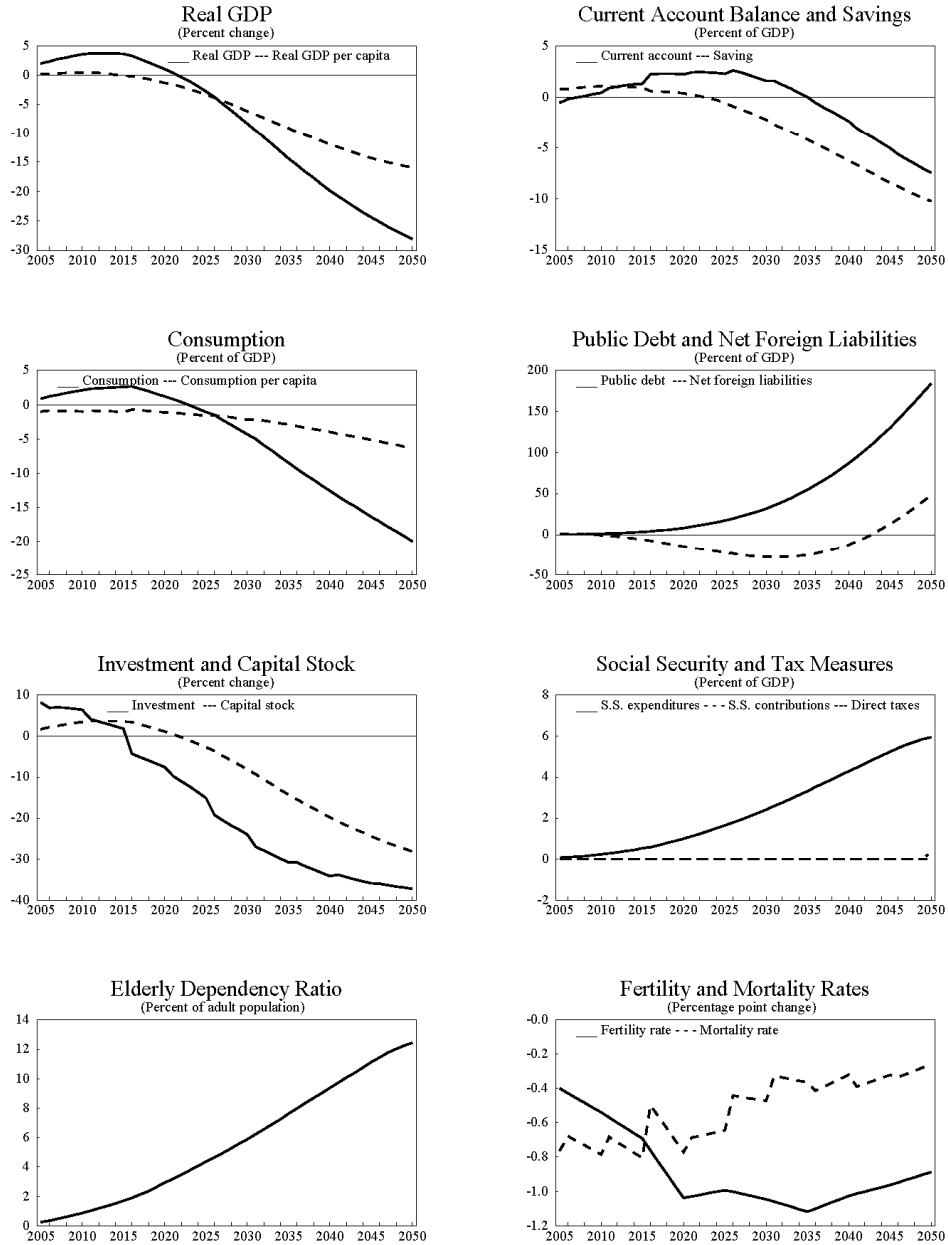 Real GDP
(Percent change)
___ Real GDP --- Real GDP per capita
5
0
-5
-10
-15
-20
-25
-30
2005 2010 2015 2020 2025 2030 2035 2040 2045 2050
Current Account Balance and Savings
(Percent of GDP)
___ Current account --- Saving
10
5
0
-5
-10
-15
2005 2010 2015 2020 2025 2030 2035 2040 2045 2050
Consumption
(Percent of GDP)
___ Consumption --- Consumption per capita
5
0
-5
-10
-15
-20
-25
2005 2010 2015 2020 2025 2030 2035 2040 2045 2050
Public Debt and Net Foreign Liabilities
(Percent of GDP)
___ Public debt --- Net foreign liabilities
200
150
100
50
0
-50
2005 2010 2015 2020 2025 2030 2035 2040 2045 2050
Investment and Capital Stock
(Percent change)
___ Investment --- Capital stock
10
0
-10
-20
-30
-40
2005 2010 2015 2020 2025 2030 2035 2040 2045 2050
Social Security and Tax Measures
(Percent of GDP)
___ S.S. expenditures - - - S.S. contributions --- Direct taxes
8
6
4
2
0
-2
2005 2010 2015 2020 2025 2030 2035 2040 2045 2050
Elderly Dependency Ratio
(Percent of adult population)
14
12
10
8
6
4
2
0
2005 2010 2015 2020 2025 2030 2035 2040 2045 2050
Fertility and Mortality Rates
(Percentage point change)
___ Fertility rate - - - Mortality rate
-0.0
-0.2
-0.4
-0.6
-0.8
-1.0
-1.2
2005 2010 2015 2020 2025 2030 2035 2040 2045 2050